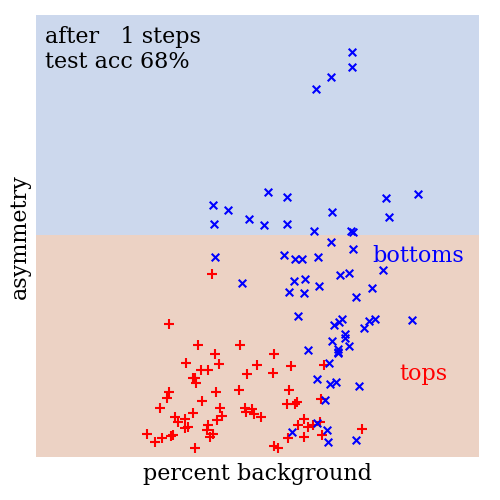 after 1 steps
test acc 68%
asymmetry
bottoms
tops
percent background